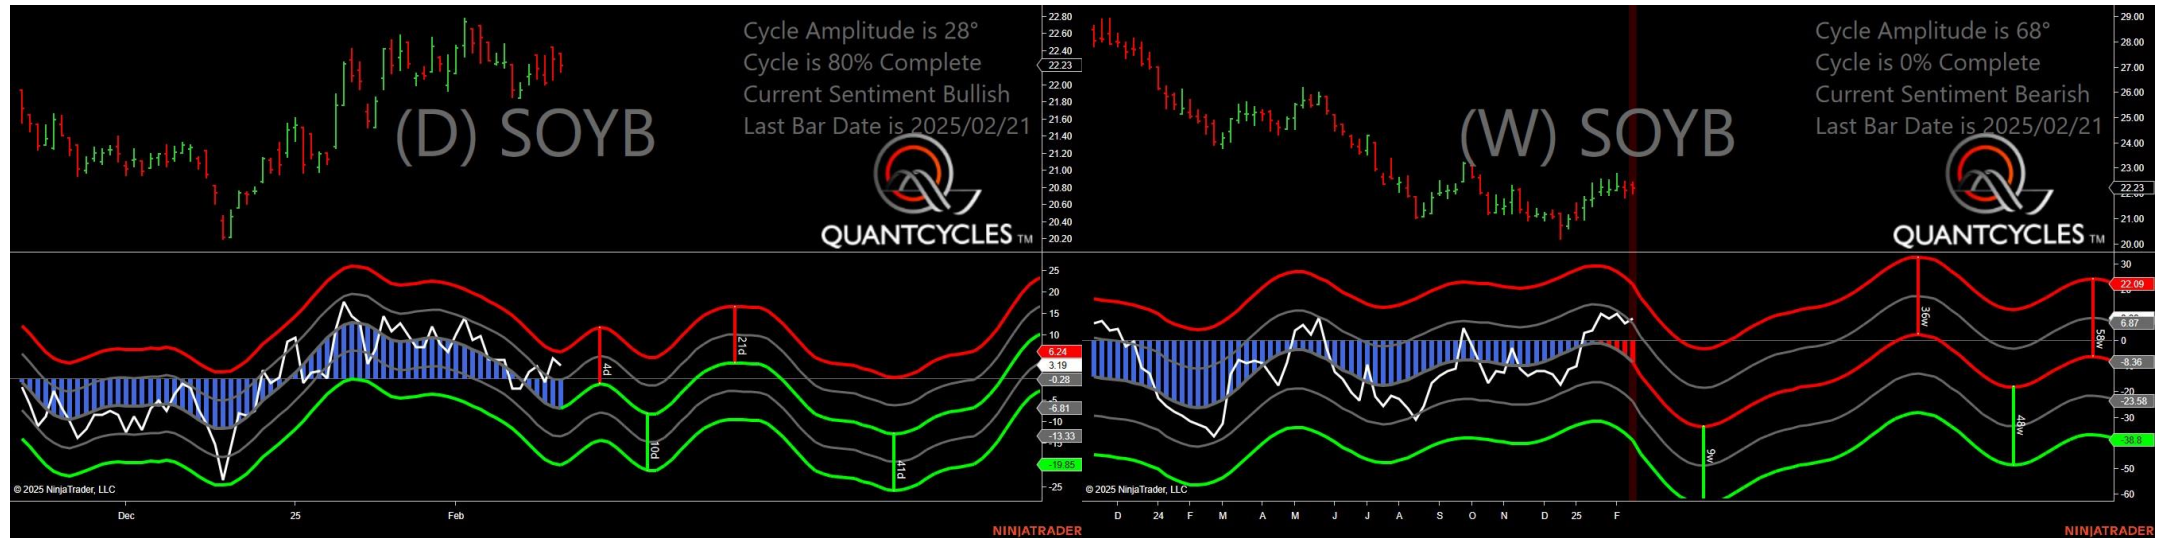 Cycle Amplitude is 28°
Cycle is 80% Complete
Current Sentiment Bullish
Last Bar Date is 2025/02/21
(D) SOYB
QUANTCYCLES TM
22.80
22.60
22.40
22.23
22.00
21.80
21.60
21.40
21.20
21.00
20.80
20.60
20.40
20.20
25
20
15
10
6.24
3.19
-0.28
-6.81
-10
-13.33
-19.85
-25
4d
10d
21d
41d
© 2025 NinjaTrader, LLC
Dec
25
Feb
NINJATRADER
Cycle Amplitude is 68°
Cycle is 0% Complete
Current Sentiment Bearish
Last Bar Date is 2025/02/21
(W) SOYB
QUANTCYCLES TM
29.00
28.00
27.00
26.00
25.00
24.00
23.00
22.23
21.00
20.00
30
22.09
6.87
0
-8.36
-20
-23.58
-30
-38.8
-50
-60
9w
36w
48w
58w
© 2025 NinjaTrader, LLC
D
24
F
M
A
M
J
J
A
S
O
N
D
25
F
NINJATRADER